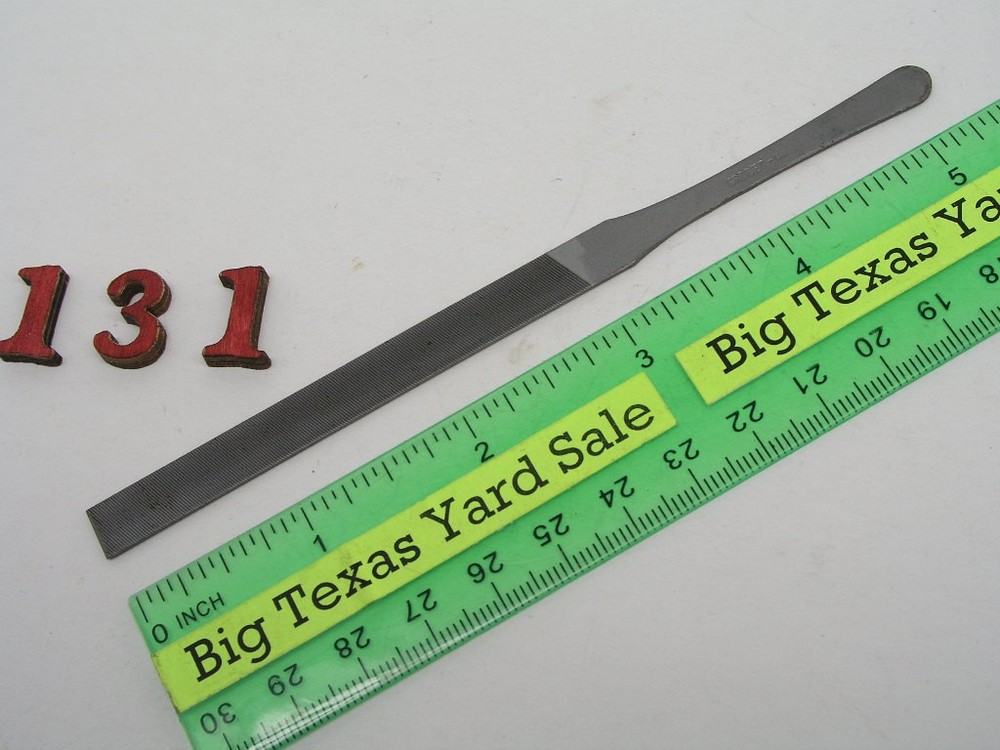 131
0 INCH 1 2 3 4 5
Big Texas Yard Sale
Big Texas Ya
30 29 28 27 26 25 24 23 22 21 20 19 18